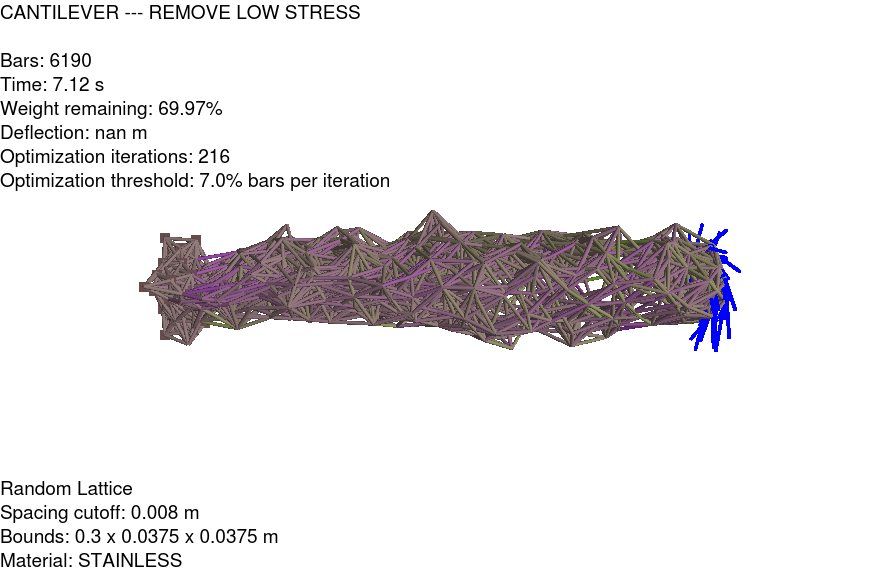 CANTILEVER --- REMOVE LOW STRESS
Bars: 6190
Time: 7.12 s
Weight remaining: 69.97%
Deflection: nan m
Optimization iterations: 216
Optimization threshold: 7.0% bars per iteration
Random Lattice
Spacing cutoff: 0.008 m
Bounds: 0.3 x 0.0375 x 0.0375 m
Material: STAINLESS